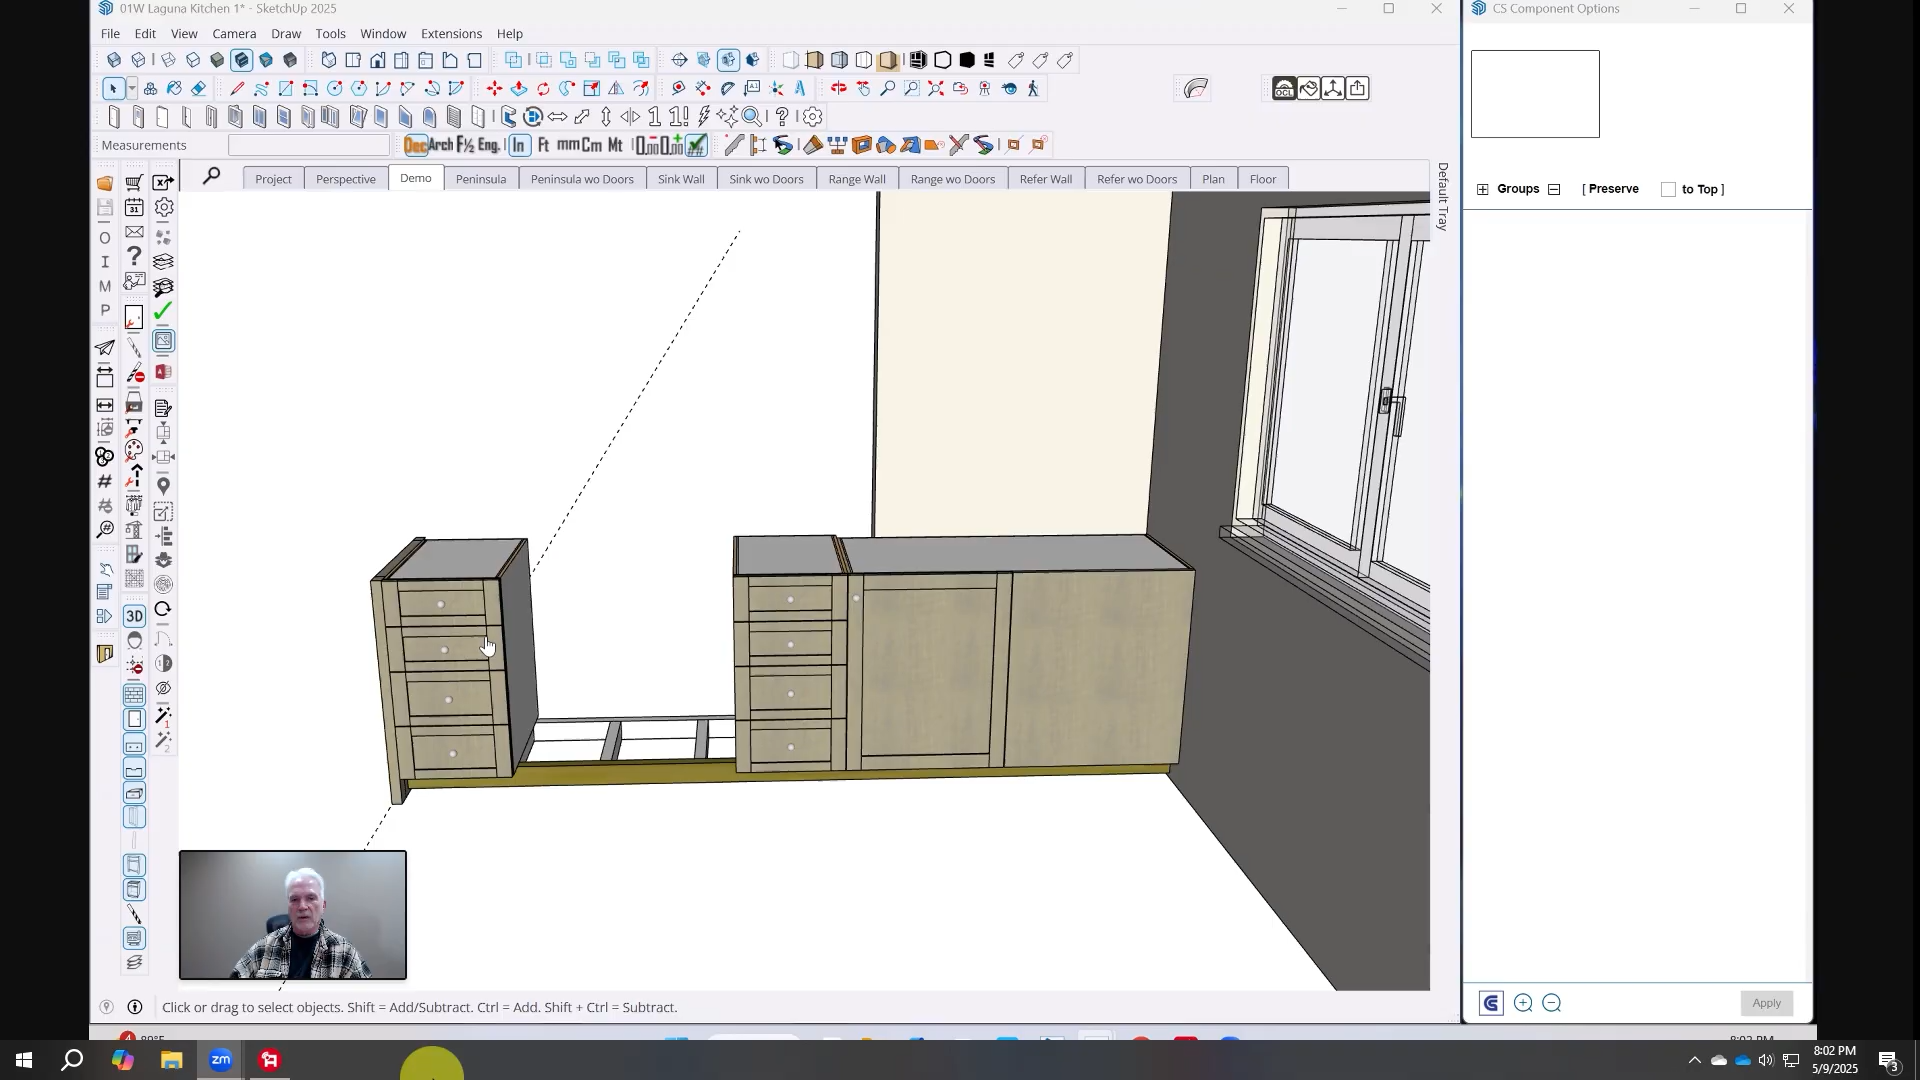 01W Laguna Kitchen 1* - SketchUp 2025
CS Component Options
File Edit View Camera Draw Tools Window Extensions Help
Measurements
Dec Arch F½ Eng. In Ft mm Cm Mt
Project Perspective Demo Peninsula Peninsula wo Doors Sink Wall Sink wo Doors Range Wall Range wo Doors Refer Wall Refer wo Doors Plan Floor
Default Tray
Groups [ Preserve to Top ]
O
I
M
P
31
3D
Click or drag to select objects. Shift = Add/Subtract. Ctrl = Add. Shift + Ctrl = Subtract.
Apply
zm
8:02 PM
5/9/2025
3